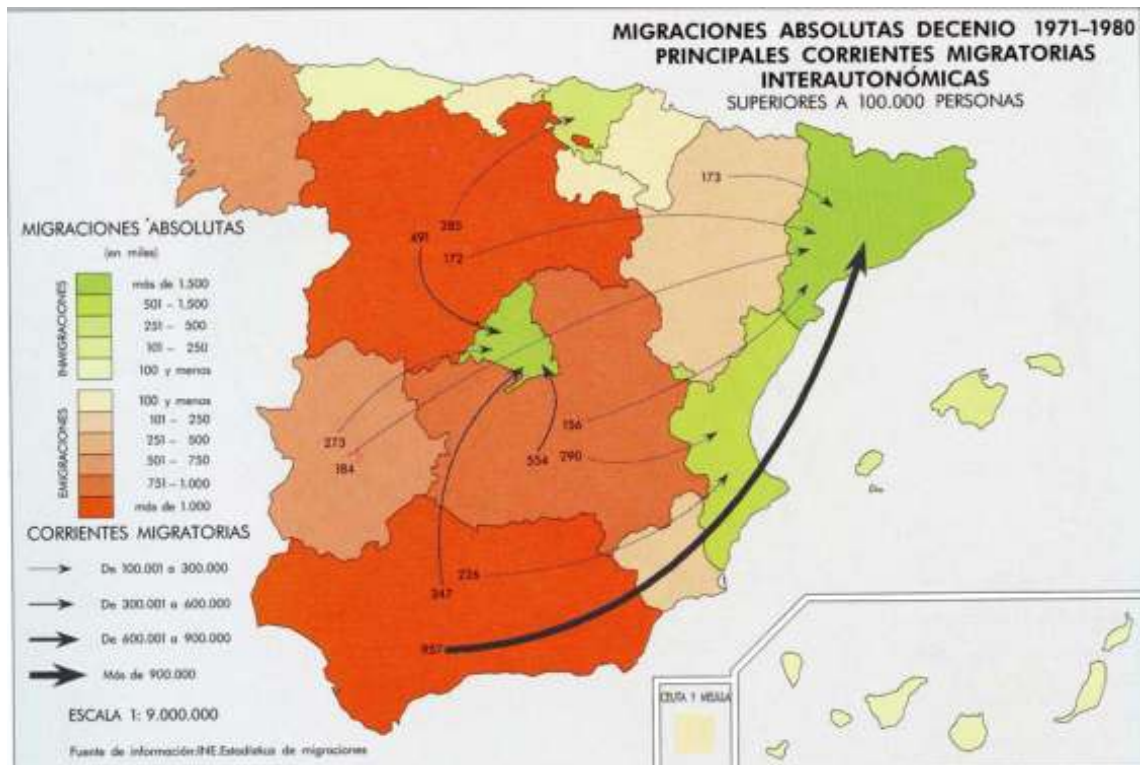 MIGRACIONES ABSOLUTAS DECENIO 1971–1980
PRINCIPALES CORRIENTES MIGRATORIAS
INTERAUTONÓMICAS
SUPERIORES A 100.000 PERSONAS
173
285
491
172
MIGRACIONES ABSOLUTAS
(en miles)
INMIGRACIONES
más de 1.500
501 – 1.500
251 – 500
101 – 250
100 y menos
EMIGRACIONES
100 y menos
101 – 250
251 – 500
501 – 750
751 – 1.000
más de 1.000
156
273
184
554
290
CORRIENTES MIGRATORIAS
De 100.001 a 300.000
De 300.001 a 600.000
De 600.001 a 900.000
Más de 900.000
226
347
957
ESCALA 1: 9.000.000
CEUTA Y MELILLA
Fuente de información:INE.Estadística de migraciones